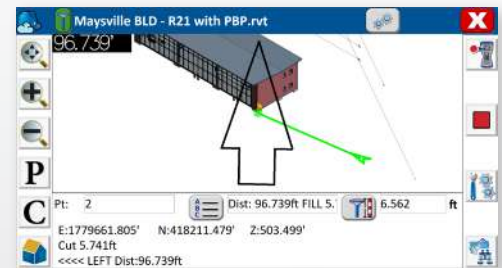 Maysville BLD - R21 with PBP.rvt
X
96.739'
P
Pt: 2 A B C Dist: 96.739ft FILL 5. 6.562 ft
C
E:1779661.805' N:418211.479' Z:503.499'
Cut 5.741ft
<<<< LEFT Dist:96.739ft